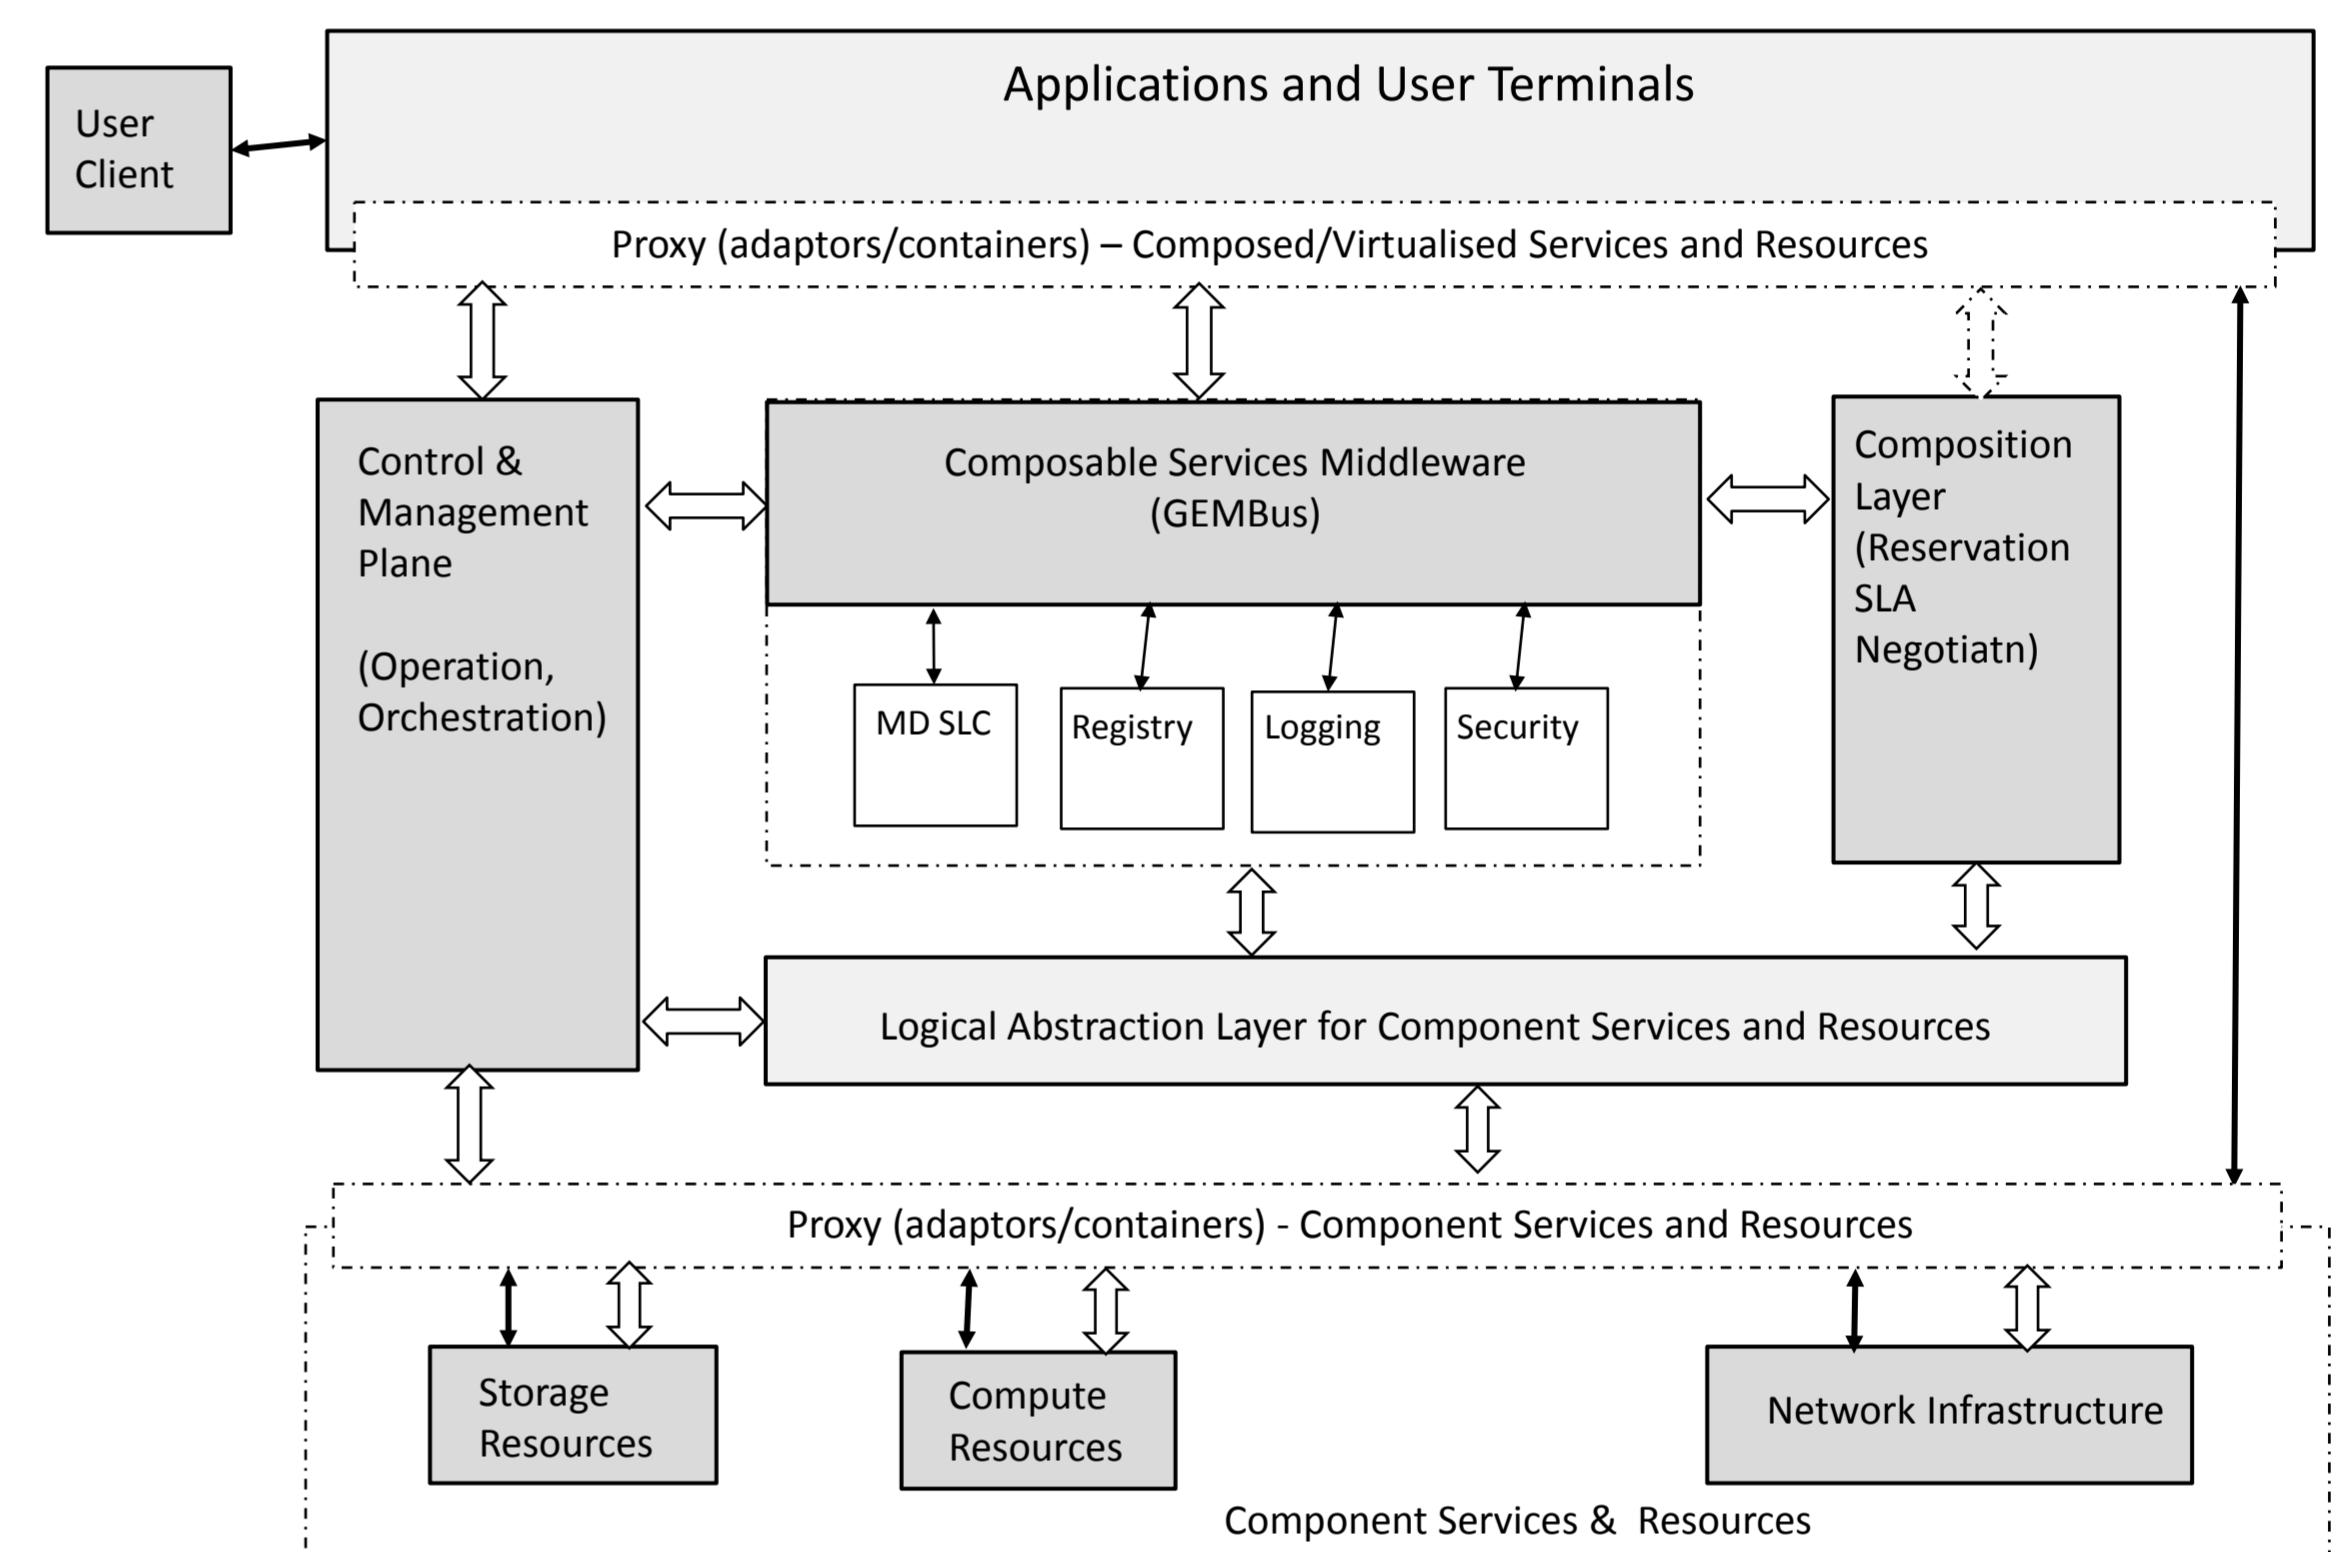 Applications and User Terminals
User
Client
Proxy (adaptors/containers) – Composed/Virtualised Services and Resources
Control &
Management
Plane
(Operation,
Orchestration)
Composable Services Middleware
(GEMBus)
Composition
Layer
(Reservation
SLA
Negotiatn)
MD SLC
Registry
Logging
Security
Logical Abstraction Layer for Component Services and Resources
Proxy (adaptors/containers) - Component Services and Resources
Storage
Resources
Compute
Resources
Network Infrastructure
Component Services &  Resources